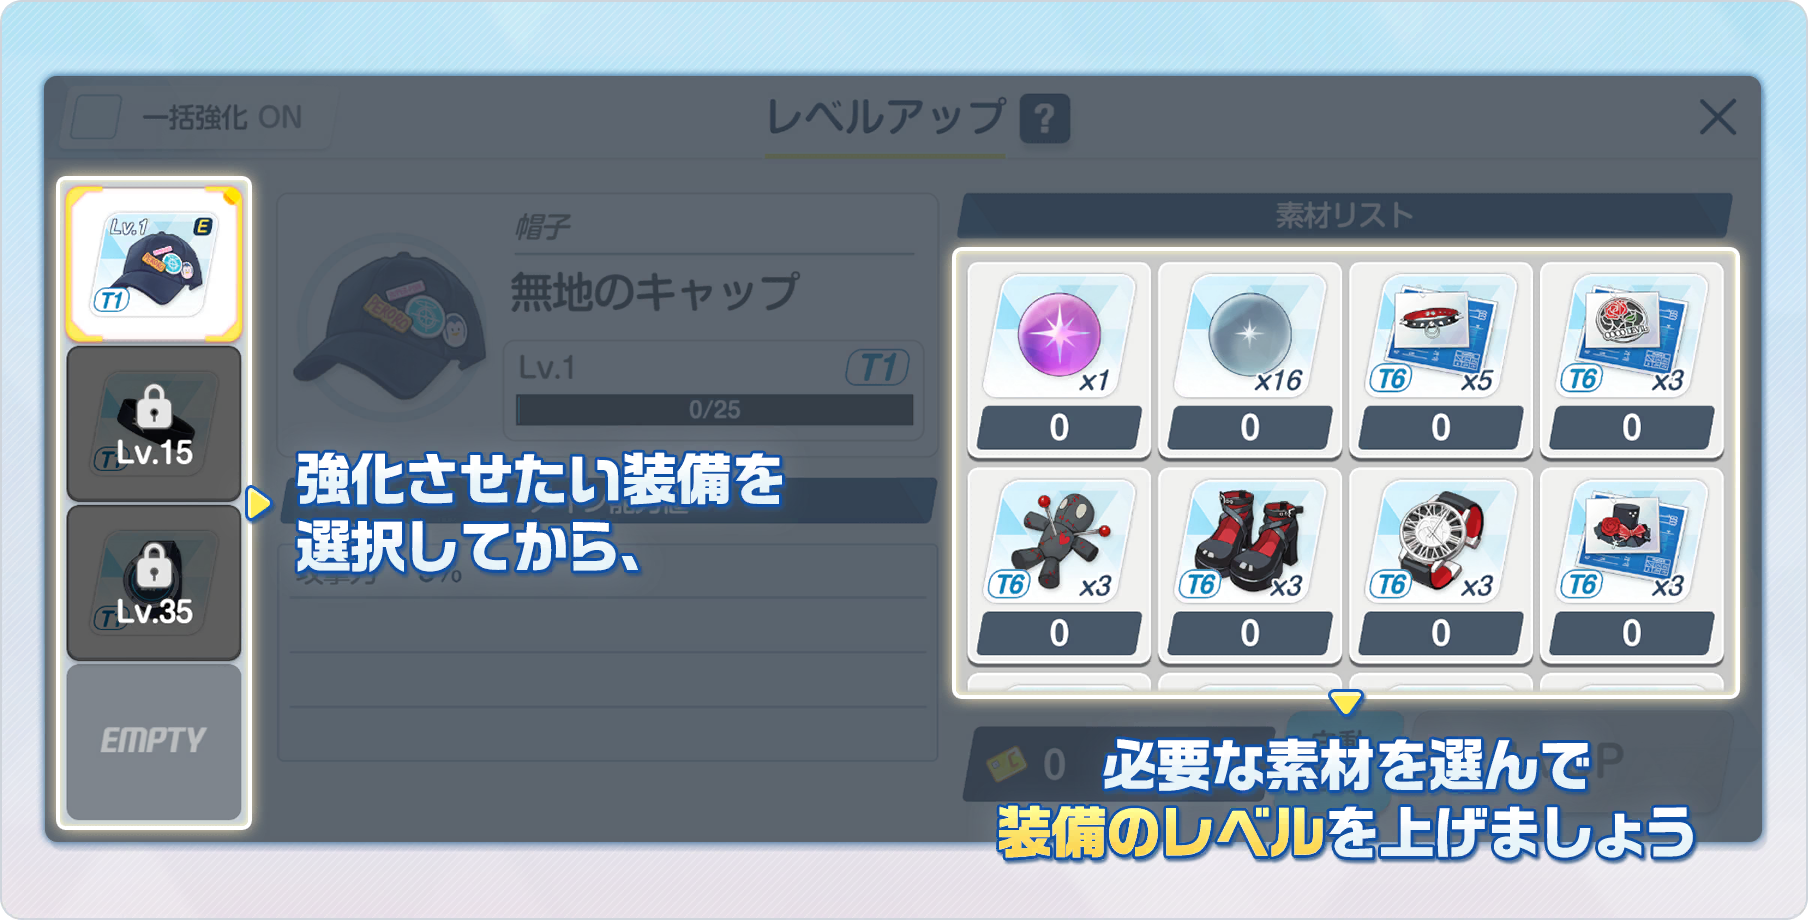 一括強化 ON
レベルアップ ?
Lv.1 E
T1
Lv.15
T1
Lv.35
T1
EMPTY
帽子
無地のキャップ
Lv.1 T1
0/25
強化させたい装備を
選択してから、
素材リスト
x1 x16 T6 x5 T6 x3
0 0 0 0
T6 x3 T6 x3 T6 x3 T6 x3
0 0 0 0
0
必要な素材を選んで
装備のレベルを上げましょう